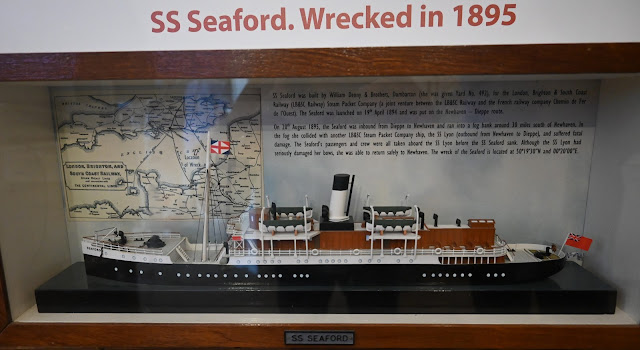 SS Seaford. Wrecked in 1895
SS Seaford was built by William Denny & Brothers, Dumbarton (she was given Yard No. 492), for the London, Brighton & South Coast
Railway (LB&SC Railway) Steam Packet Company (a joint venture between the LB&SC Railway and the French railway company Chemin de Fer
de l'Ouest). The Seaford was launched on 19th April 1894 and was put on the Newhaven - Dieppe route.
On 20th August 1895, the Seaford was inbound from Dieppe to Newhaven and ran into a fog bank around 30 miles south of Newhaven. In
the fog she collided with another LB&SC Steam Packet Company ship, the SS Lyon (outbound from Newhaven to Dieppe), and suffered fatal
damage. The Seaford's passengers and crew were all taken aboard the SS Lyon before the SS Seaford sank. Although the SS Lyon had
seriously damaged her bows, she was able to return safely to Newhaven. The wreck of the Seaford is located at
LONDON, BRIGHTON, AND
SOUTH COAST RAILWAY,
THE CONTINENTAL LINES
Location of
Wreck
SS SEAFORD